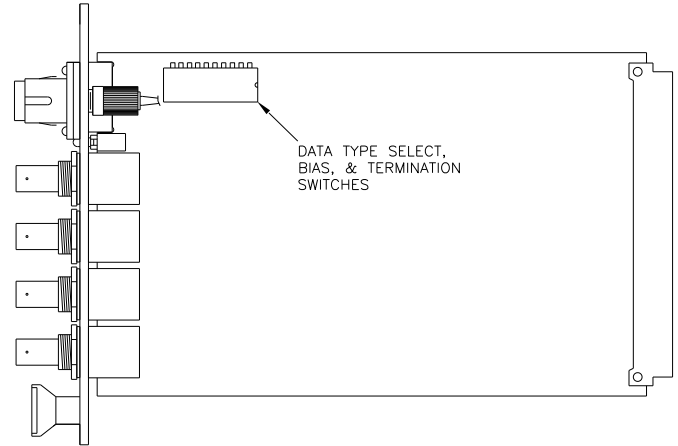 DATA TYPE SELECT,
BIAS, & TERMINATION
SWITCHES